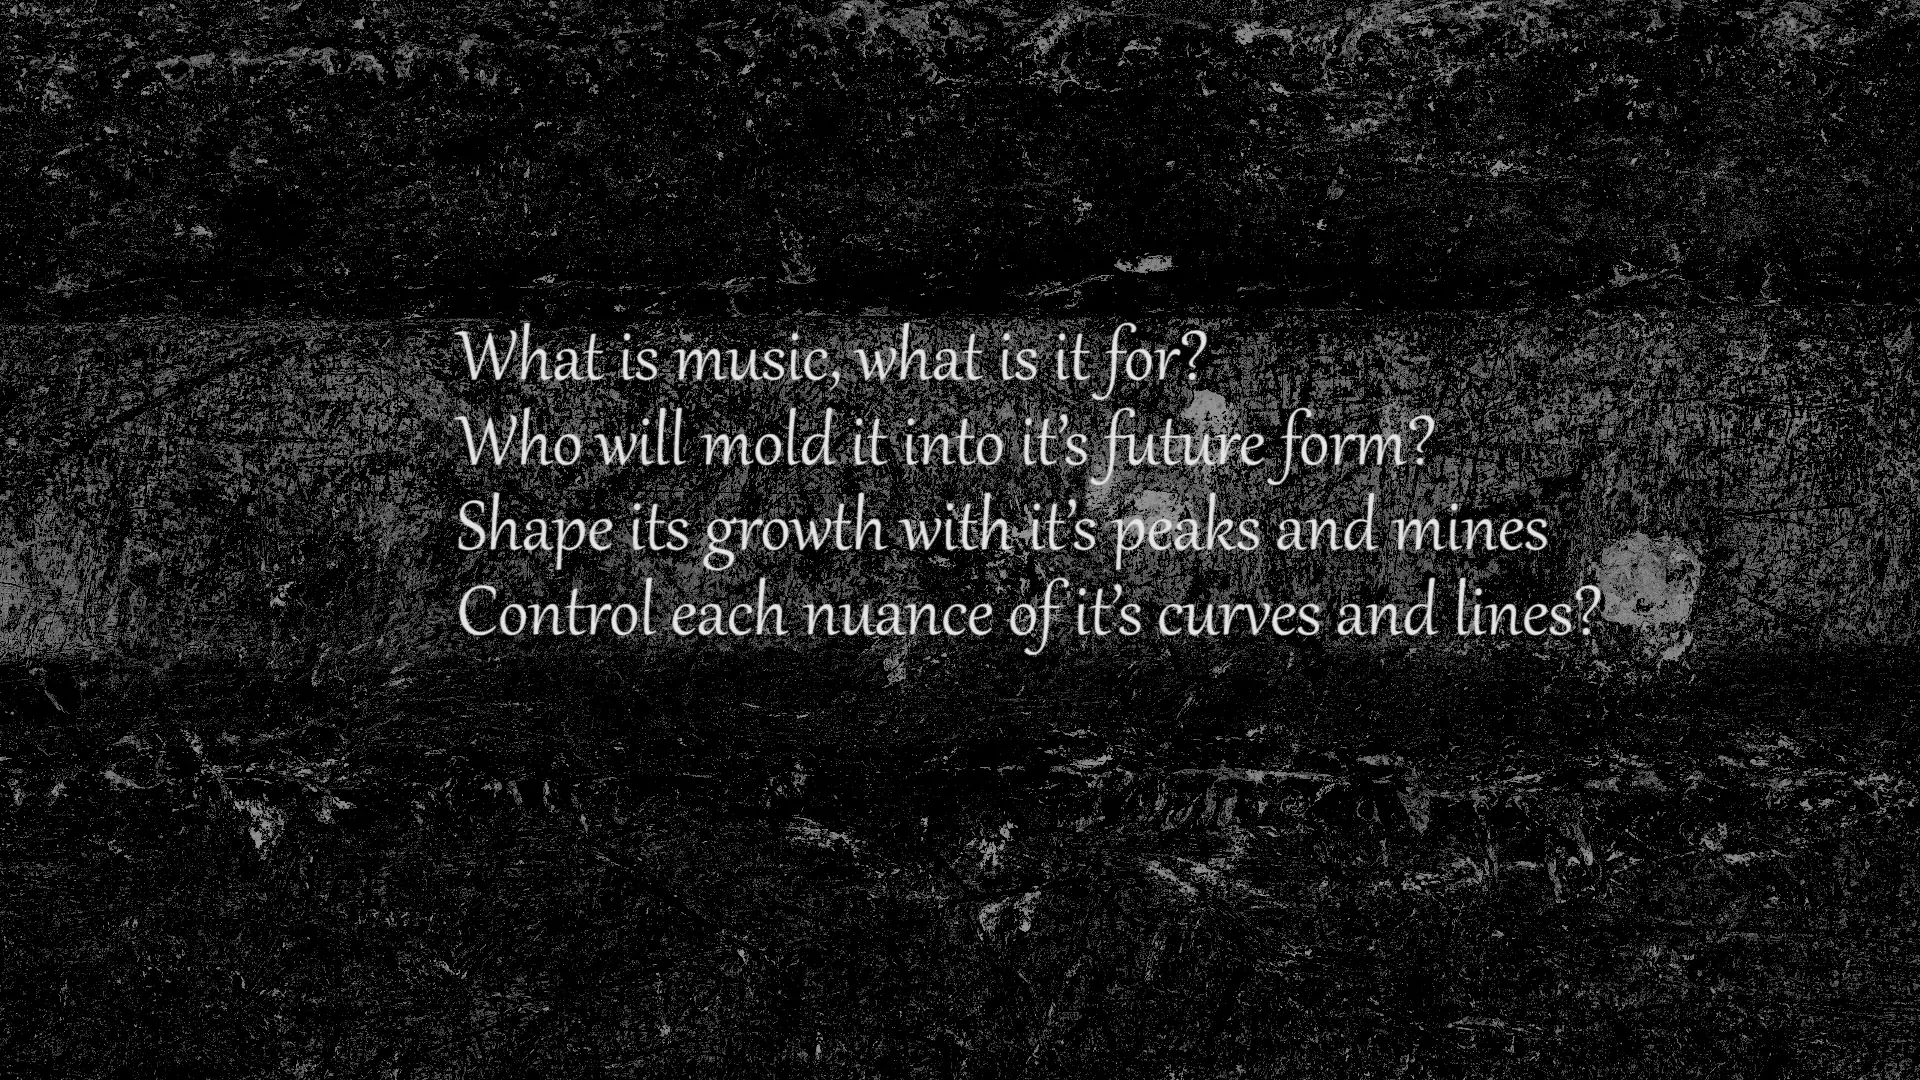 What is music, what is it for?
Who will mold it into it’s future form?
Shape its growth with it’s peaks and mines
Control each nuance of it’s curves and lines?